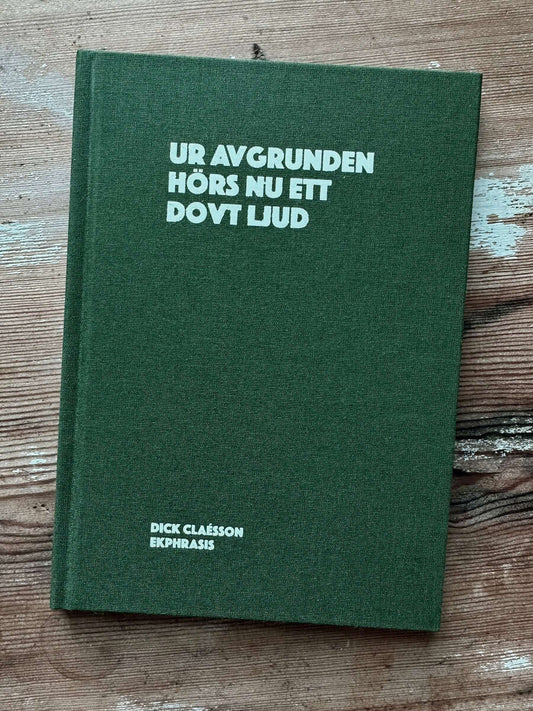 UR AVGRUNDEN
HÖRS NU ETT
DOVT LJUD
DICK CLAÉSSON
EKPHRASIS